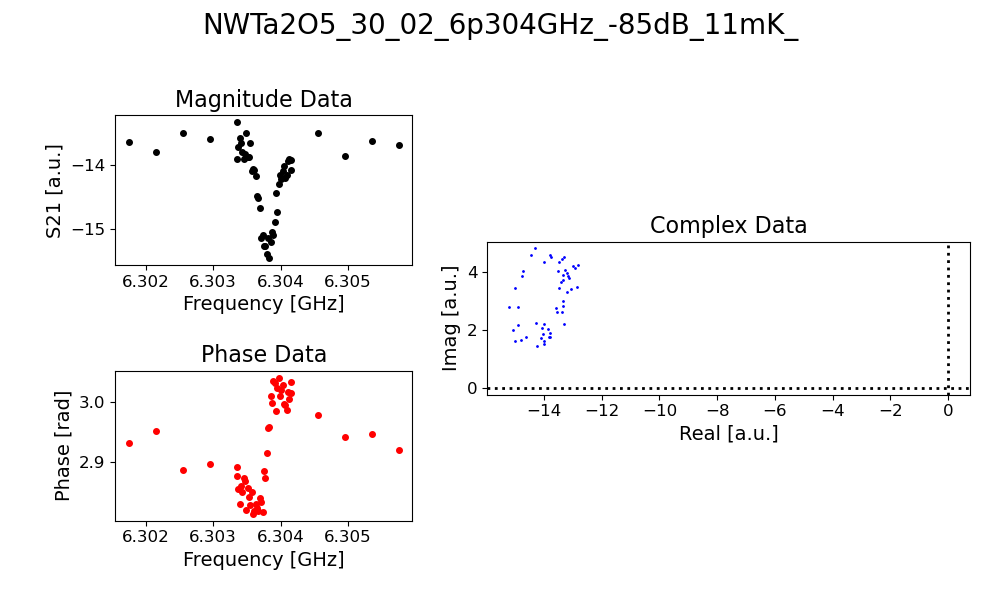 NWTa2O5_30_02_6p304GHz_-85dB_11mK_
Magnitude Data
S21 [a.u.]
−14
−15
6.302 6.303 6.304 6.305
Frequency [GHz]
Phase Data
Phase [rad]
3.0
2.9
6.302 6.303 6.304 6.305
Frequency [GHz]
Complex Data
Imag [a.u.]
4
2
0
−14 −12 −10 −8 −6 −4 −2 0
Real [a.u.]